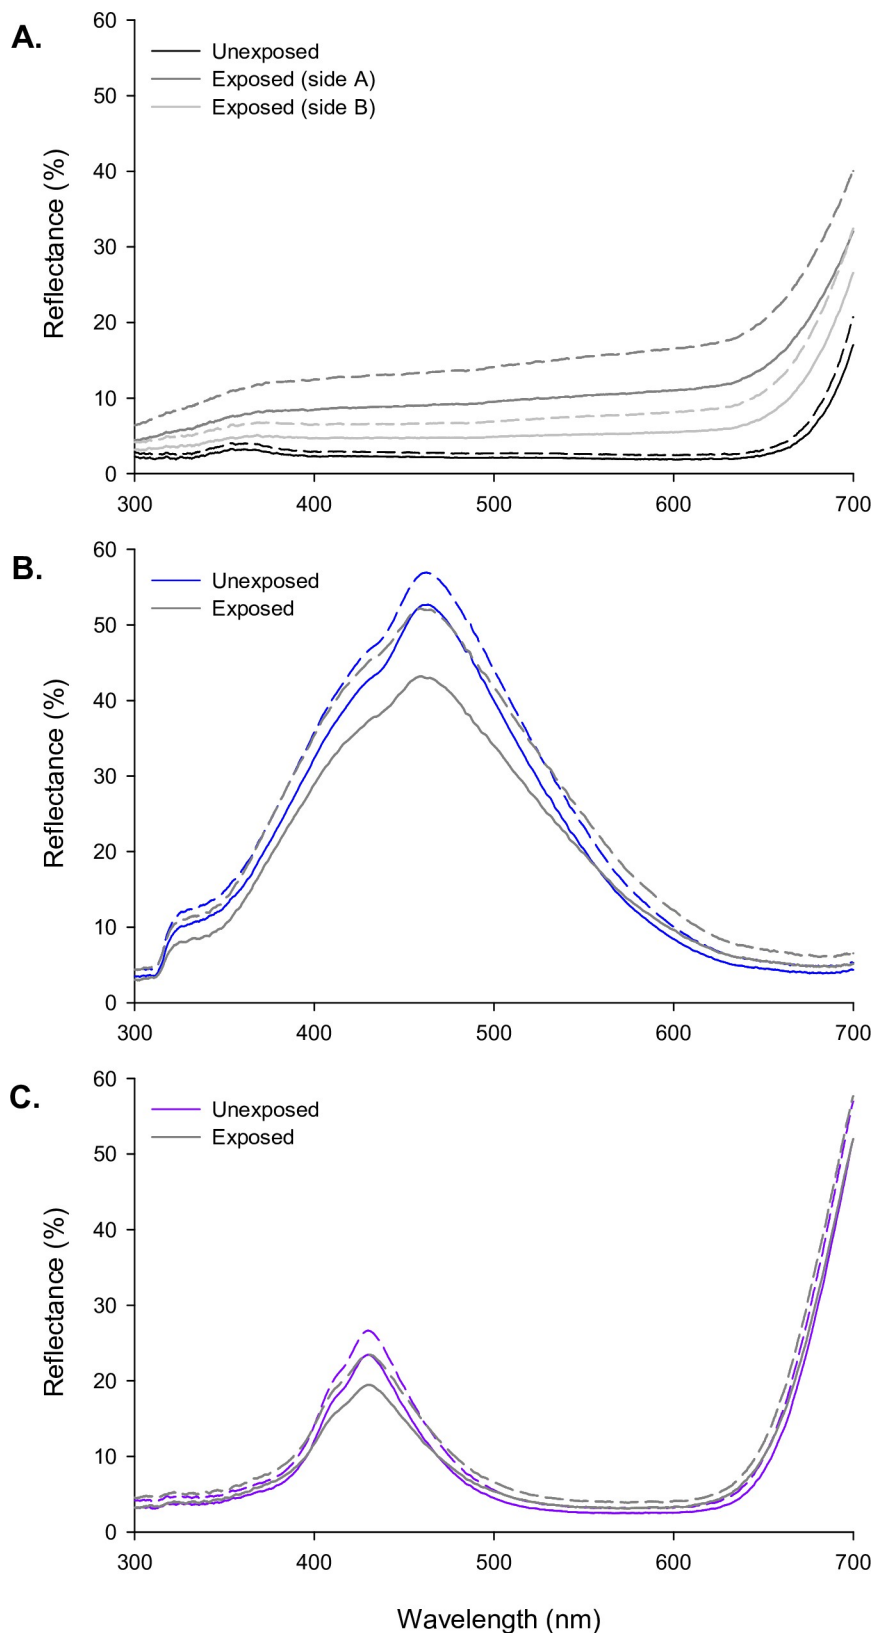 A.
60
50
40
30
20
10
0
Reflectance (%)
Unexposed
Exposed (side A)
Exposed (side B)
300 400 500 600 700
B.
60
50
40
30
20
10
0
Reflectance (%)
Unexposed
Exposed
300 400 500 600 700
C.
60
50
40
30
20
10
0
Reflectance (%)
Unexposed
Exposed
300 400 500 600 700
Wavelength (nm)